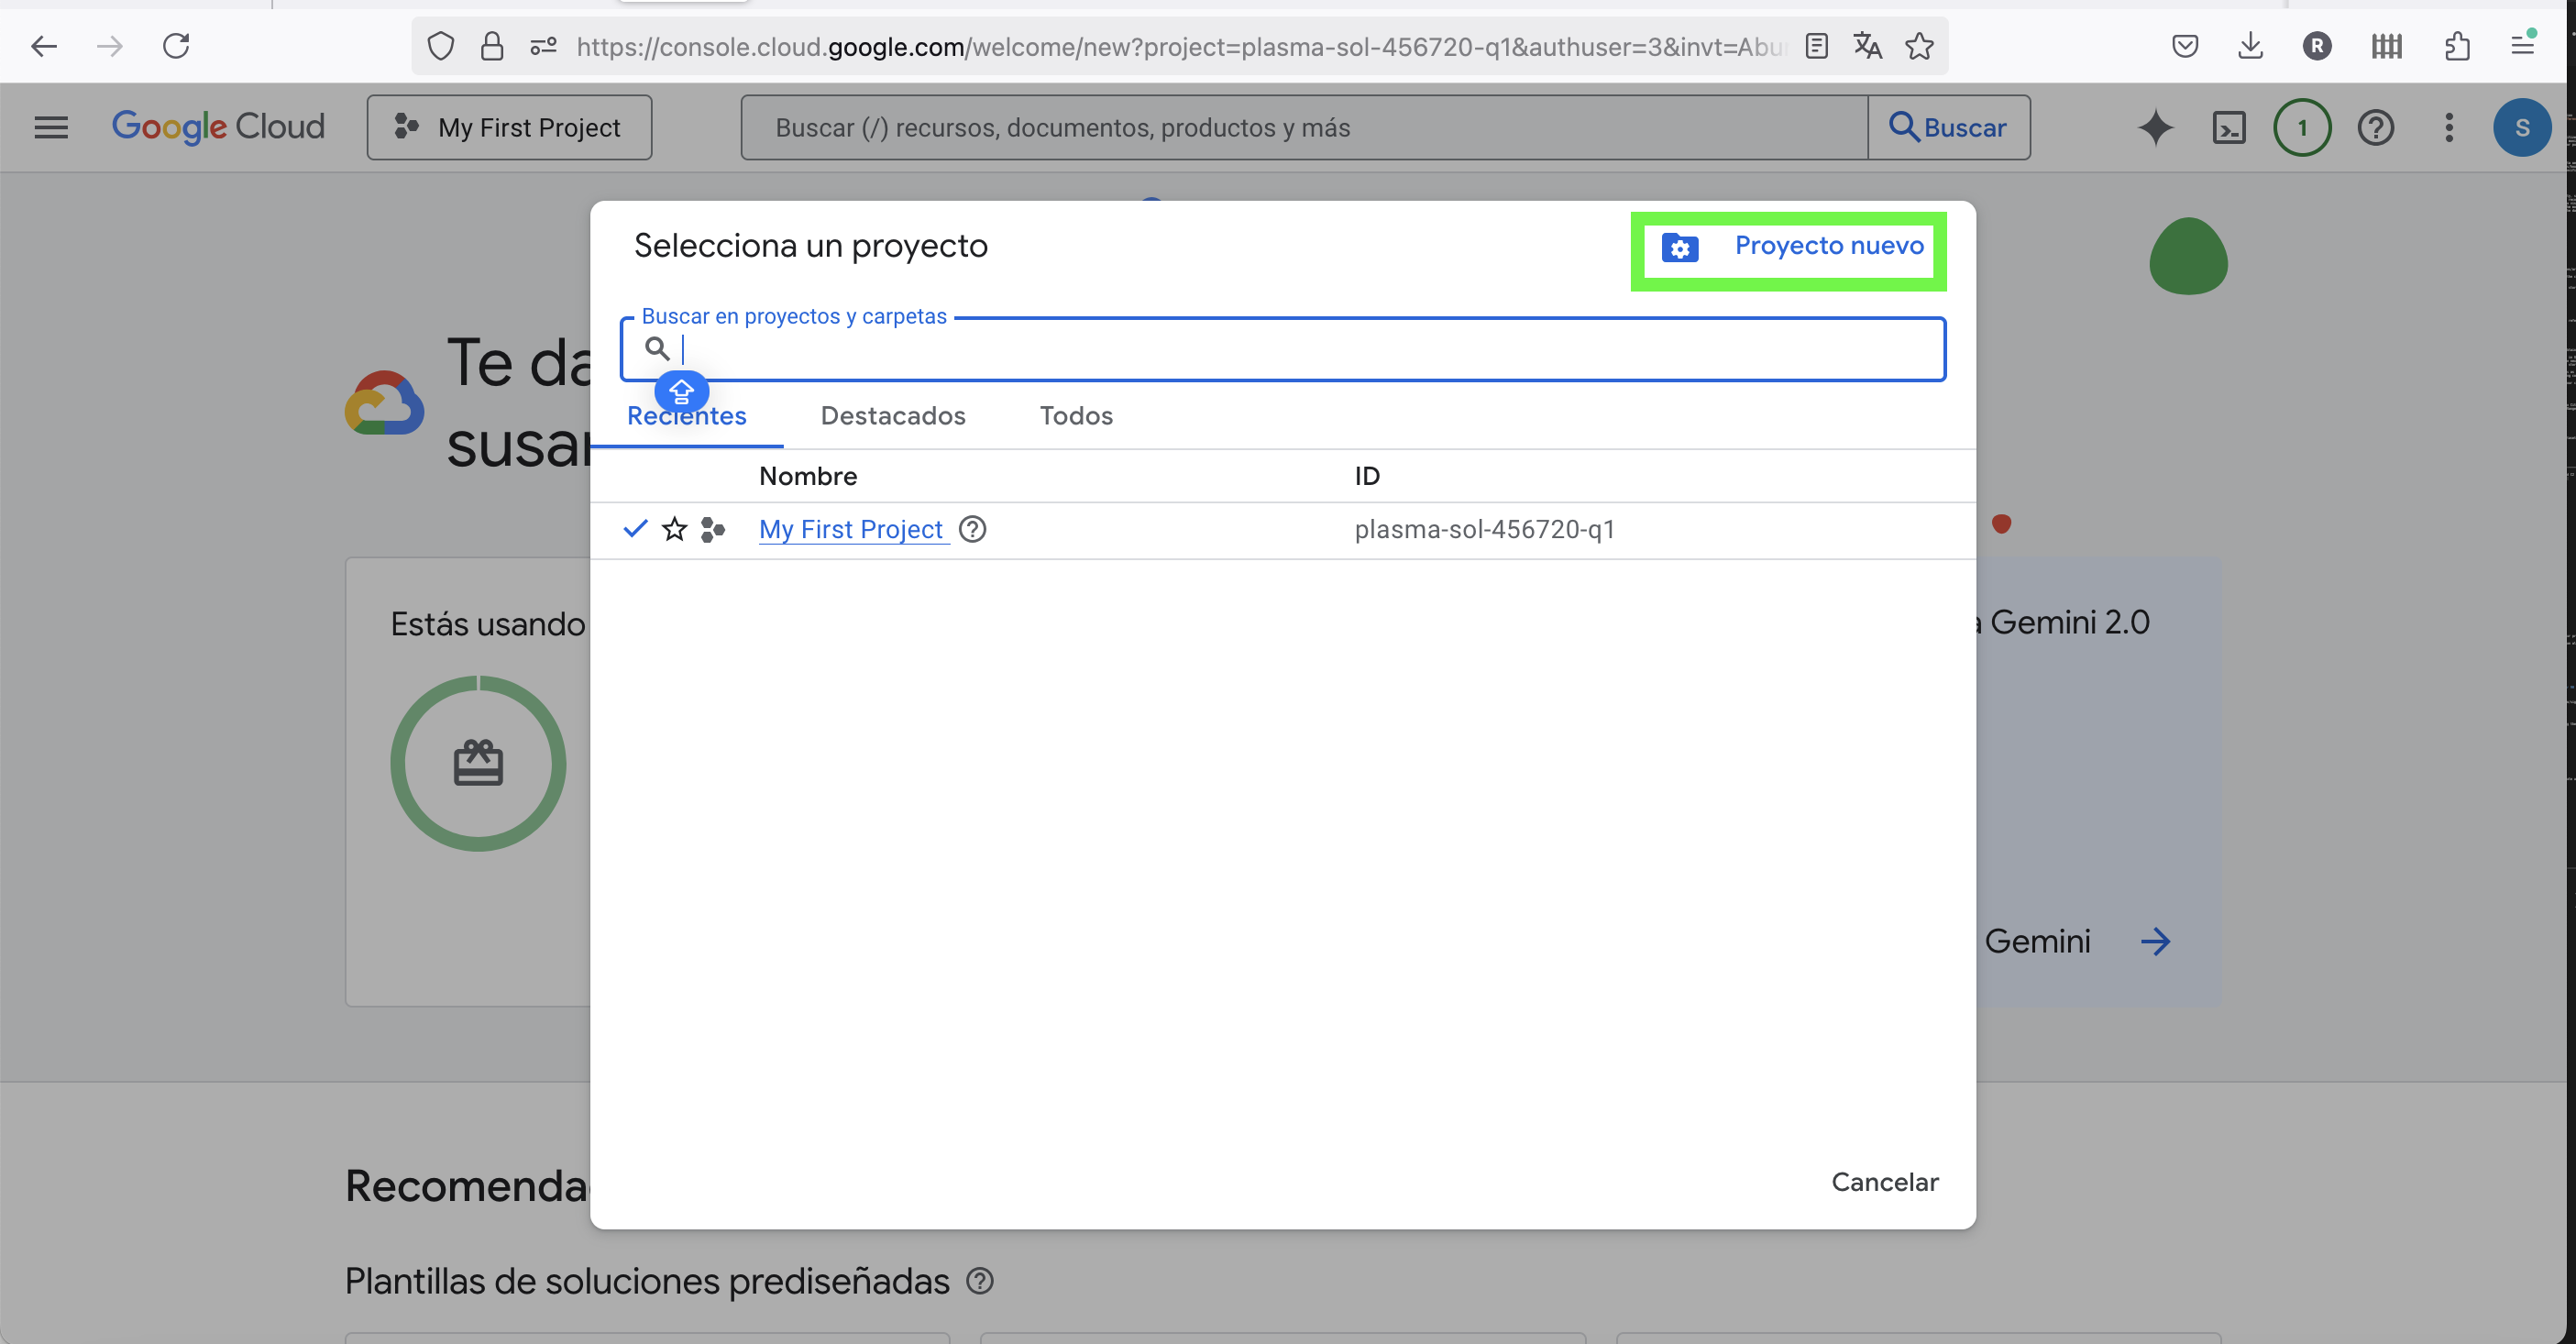 https://console.cloud.google.com/welcome/new?project=plasma-sol-456720-q1&authuser=3&invt=Abu
R
Google Cloud
My First Project
Buscar (/) recursos, documentos, productos y más
Buscar
1
S
Selecciona un proyecto
Proyecto nuevo
Buscar en proyectos y carpetas
Te da
susar
Recientes
Destacados
Todos
Nombre
ID
My First Project
plasma-sol-456720-q1
Estás usando
a Gemini 2.0
Gemini
Cancelar
Recomenda
Plantillas de soluciones prediseñadas